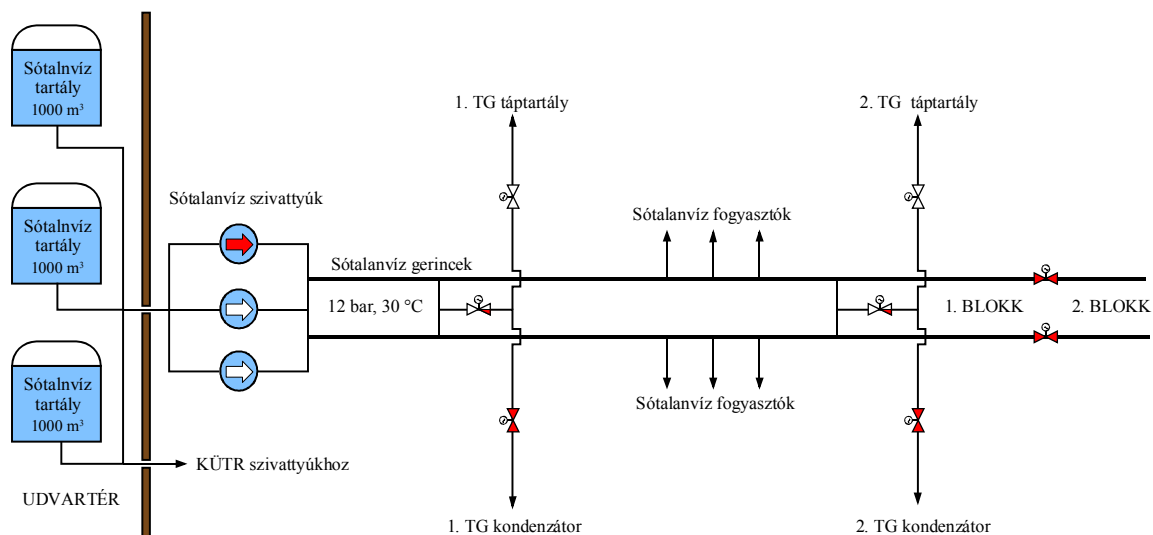 Sótalnvíz
tartály
1000 m³
1. TG táptartály
2. TG táptartály
Sótalnvíz
tartály
1000 m³
Sótalanvíz szivattyúk
Sótalanvíz fogyasztók
Sótalanvíz gerincek
12 bar, 30 °C
1. BLOKK
2. BLOKK
Sótalnvíz
tartály
1000 m³
Sótalanvíz fogyasztók
KÜTR szivattyúkhoz
UDVARTÉR
1. TG kondenzátor
2. TG kondenzátor